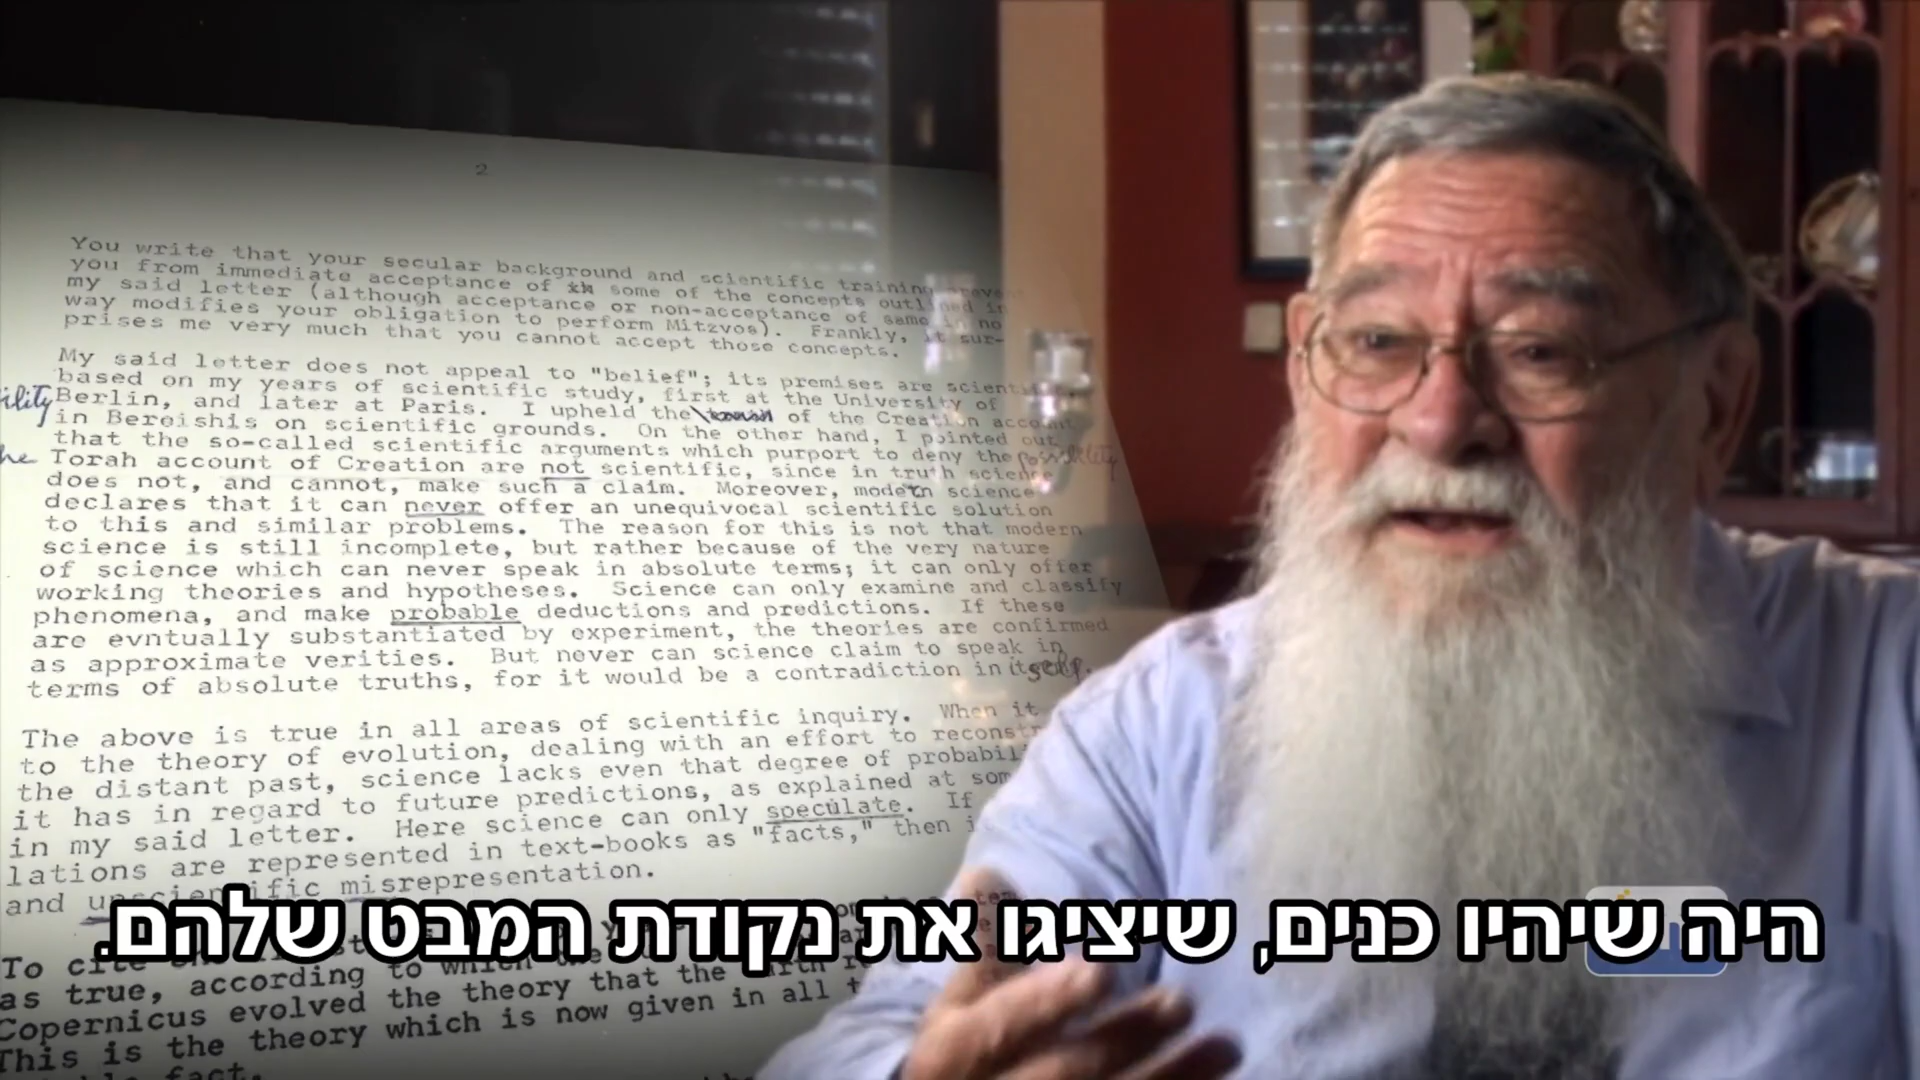 2
You write that your secular background and scientific training
you from immediate acceptance of some of the concepts outlined in
my said letter (although acceptance or non-acceptance of same in no
way modifies your obligation to perform Mitzvos). Frankly, it sur-
prises me very much that you cannot accept those concepts.
My said letter does not appeal to "belief"; its premises are
based on my years of scientific study, first at the University of
Berlin, and later at Paris. I upheld the of the Creation account
in Bereishis on scientific grounds. On the other hand, I pointed out
that the so-called scientific arguments which purport to deny the possibility
he Torah account of Creation are not scientific, since in truth science
does not, and cannot, make such a claim. Moreover, modern science
declares that it can never offer an unequivocal scientific solution
to this and similar problems. The reason for this is not that modern
science is still incomplete, but rather because of the very nature
of science which can never speak in absolute terms; it can only offer
working theories and hypotheses. Science can only examine and classify
phenomena, and make probable deductions and predictions. If these
are evntually substantiated by experiment, the theories are confirmed
as approximate verities. But never can science claim to speak in
terms of absolute truths, for it would be a contradiction in itself.
The above is true in all areas of scientific inquiry. When it
to the theory of evolution, dealing with an effort to
the distant past, science lacks even that degree of
it has in regard to future predictions, as explained at
in my said letter. Here science can only speculate. If
lations are represented in text-books as "facts," then
and unscientific misrepresentation.
To cite
as true, according to which the
Copernicus evolved the theory that the earth
This is the theory which is now given in all
fact.
היה שיהיו כנים, שיציגו את נקודת המבט שלהם.